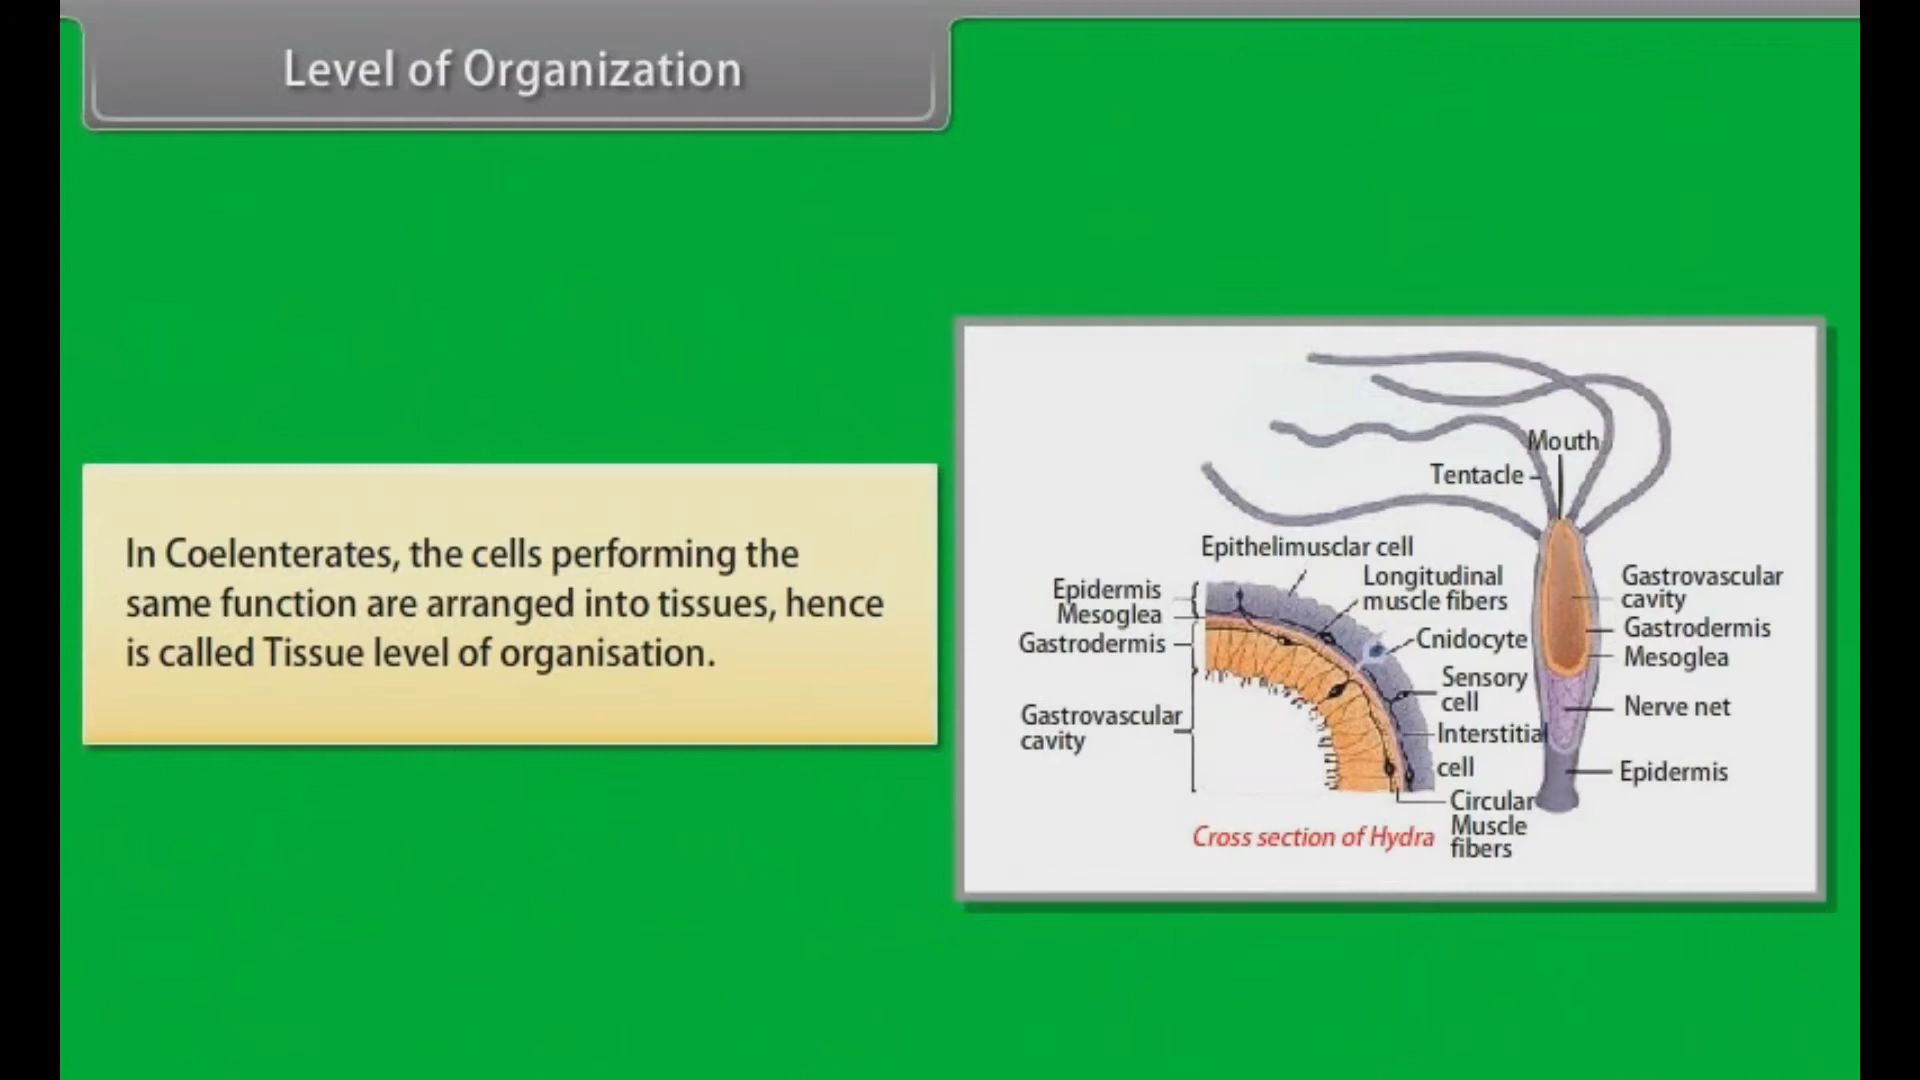 Level of Organization
In Coelenterates, the cells performing the
same function are arranged into tissues, hence
is called Tissue level of organisation.
Mouth
Tentacle
Epithelimusclar cell
Epidermis
Mesoglea
Gastrodermis
Gastrovascular
cavity
Longitudinal
muscle fibers
Cnidocyte
Sensory
cell
Interstitial
cell
Circular
Muscle
fibers
Gastrovascular
cavity
Gastrodermis
Mesoglea
Nerve net
Epidermis
Cross section of Hydra